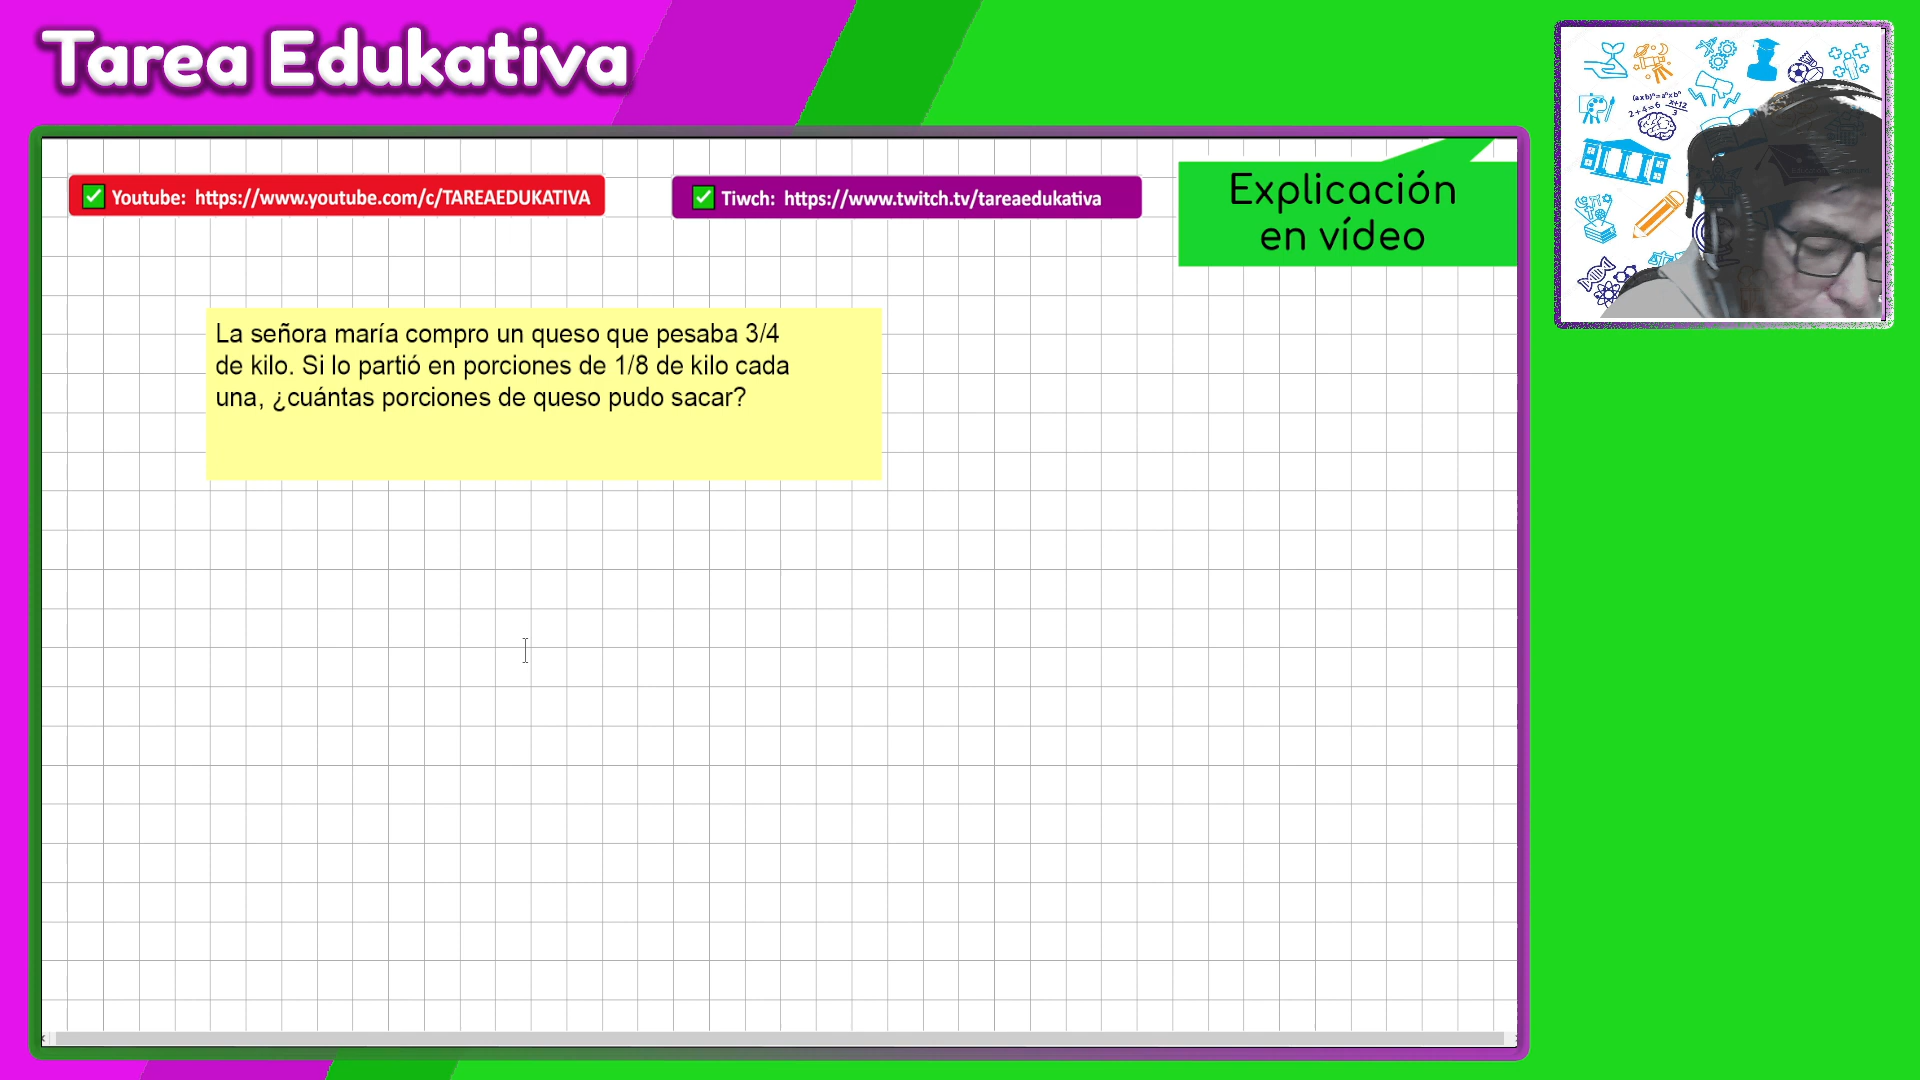 Tarea Edukativa
Youtube: https://www.youtube.com/c/TAREAEDUKATIVA
Tiwch: https://www.twitch.tv/tareaedukativa
Explicación
en vídeo
La señora maría compro un queso que pesaba 3/4
de kilo. Si lo partió en porciones de 1/8 de kilo cada
una, ¿cuántas porciones de queso pudo sacar?